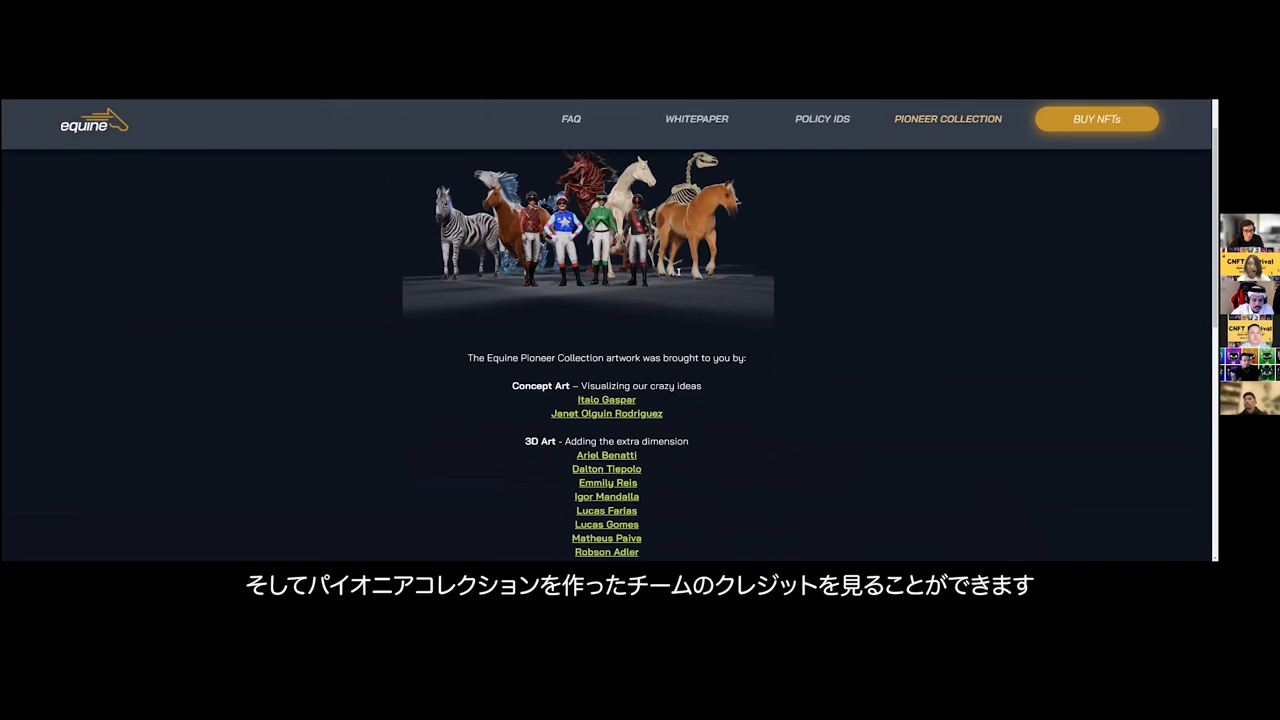 equine
FAQ
WHITEPAPER
POLICY IDS
PIONEER COLLECTION
BUY NFTs
The Equine Pioneer Collection artwork was brought to you by:
Concept Art – Visualizing our crazy ideas
Italo Gaspar
Janet Olguin Rodriguez
3D Art - Adding the extra dimension
Ariel Benatti
Dalton Tiepolo
Emmily Reis
Igor Mandalla
Lucas Farias
Lucas Gomes
Matheus Paiva
Robson Adler
そしてパイオニアコレクションを作ったチームのクレジットを見ることができます